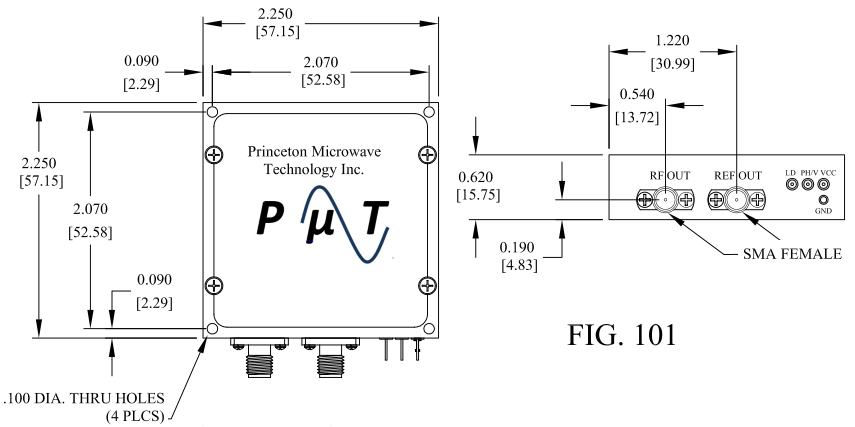 2.250
[57.15]
0.090
[2.29]
2.070
[52.58]
2.250
[57.15]
2.070
[52.58]
0.090
[2.29]
Princeton Microwave
Technology Inc.
P μ T
.100 DIA. THRU HOLES
(4 PLCS)
1.220
[30.99]
0.540
[13.72]
0.620
[15.75]
0.190
[4.83]
RF OUT
REF OUT
LD PH/V VCC
GND
SMA FEMALE
FIG. 101